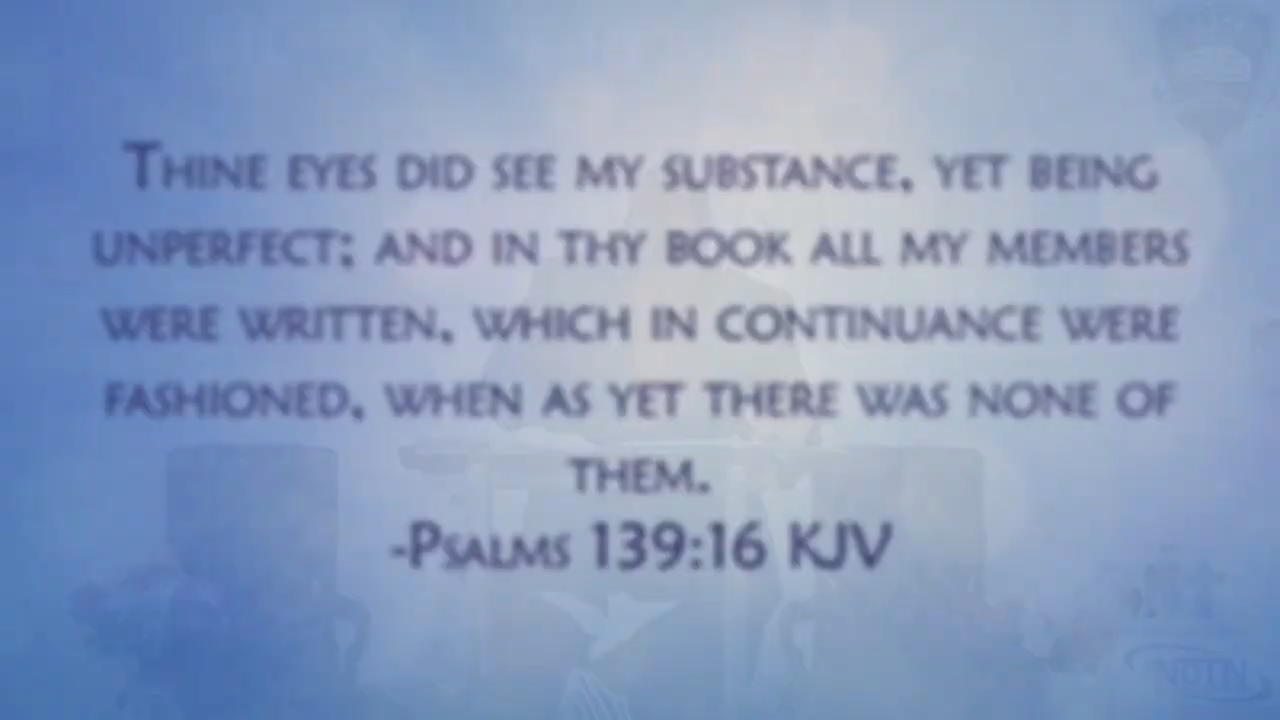 Thine eyes did see my substance, yet being
unperfect; and in thy book all my members
were written, which in continuance were
fashioned, when as yet there was none of
them.
-Psalms 139:16 KJV